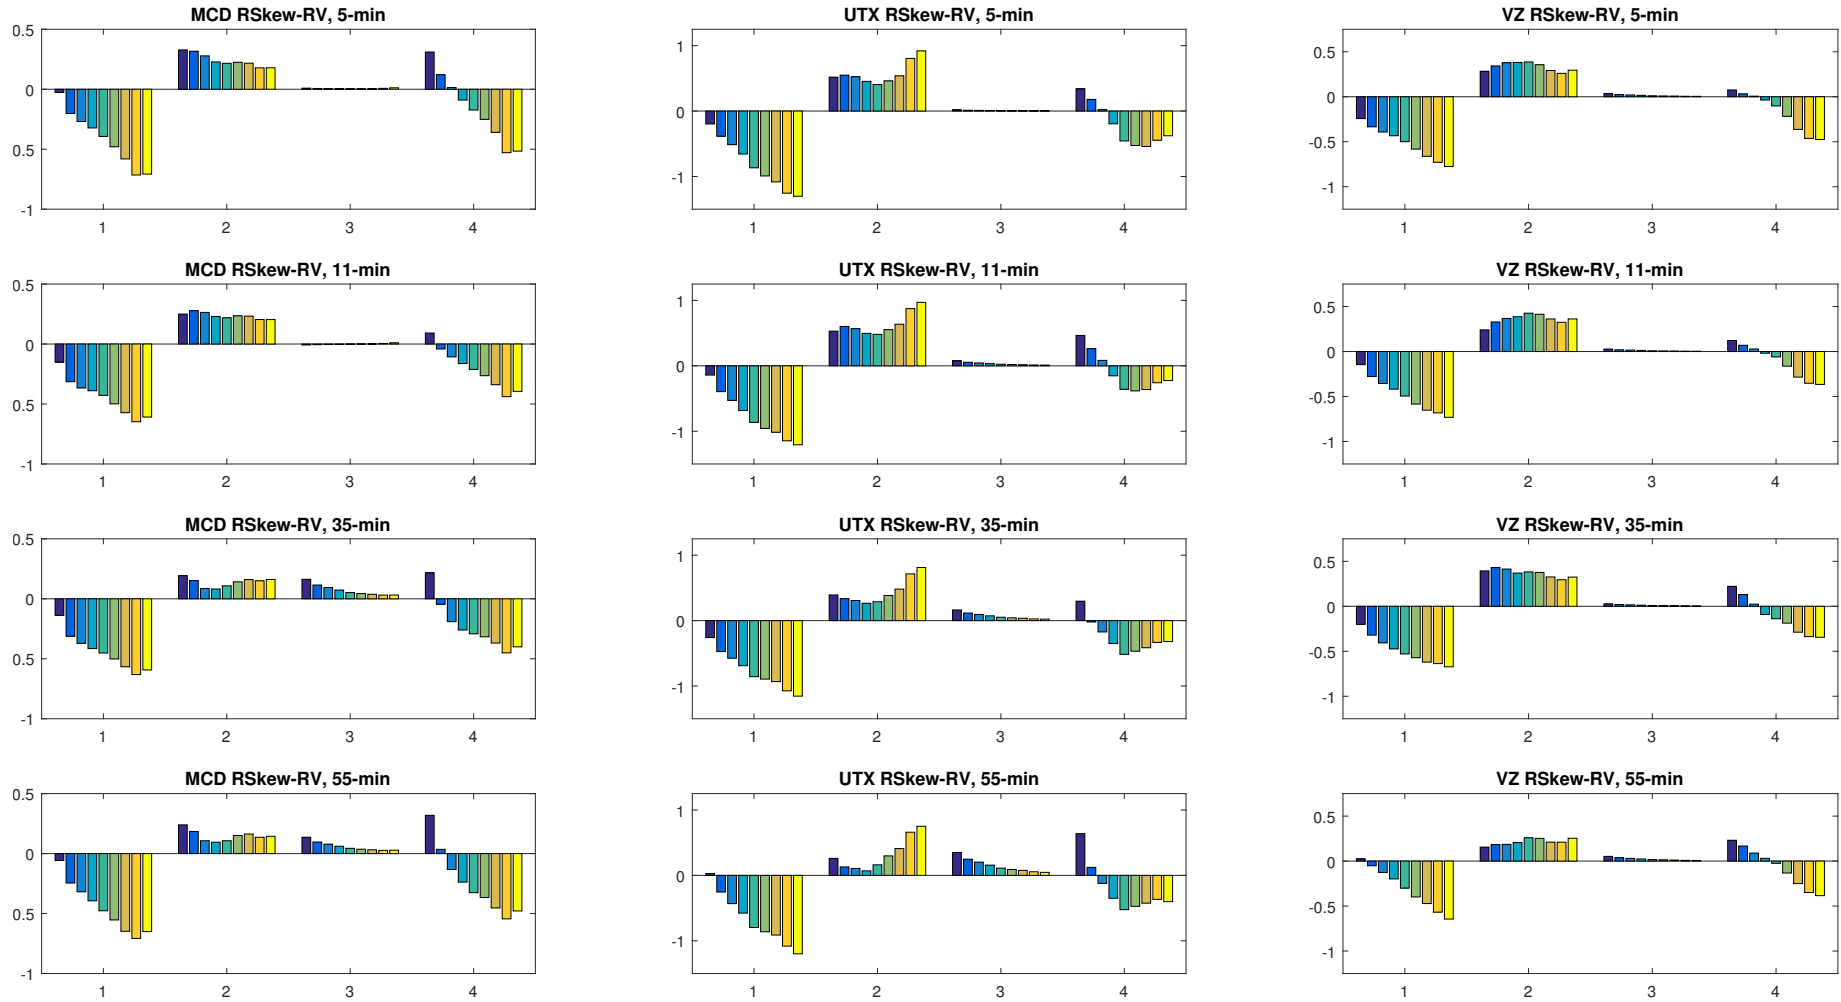 MCD RSkew-RV, 5-min
0.5
0
0.5
-1
1 2 3 4
UTX RSkew-RV, 5-min
1
0
-1
1 2 3 4
VZ RSkew-RV, 5-min
0.5
0
-0.5
-1
1 2 3 4
MCD RSkew-RV, 11-min
0.5
0
0.5
-1
1 2 3 4
UTX RSkew-RV, 11-min
1
0
-1
1 2 3 4
VZ RSkew-RV, 11-min
0.5
0
-0.5
-1
1 2 3 4
MCD RSkew-RV, 35-min
0.5
0
0.5
-1
1 2 3 4
UTX RSkew-RV, 35-min
1
0
-1
1 2 3 4
VZ RSkew-RV, 35-min
0.5
0
-0.5
-1
1 2 3 4
MCD RSkew-RV, 55-min
0.5
0
0.5
-1
1 2 3 4
UTX RSkew-RV, 55-min
1
0
-1
1 2 3 4
VZ RSkew-RV, 55-min
0.5
0
-0.5
-1
1 2 3 4